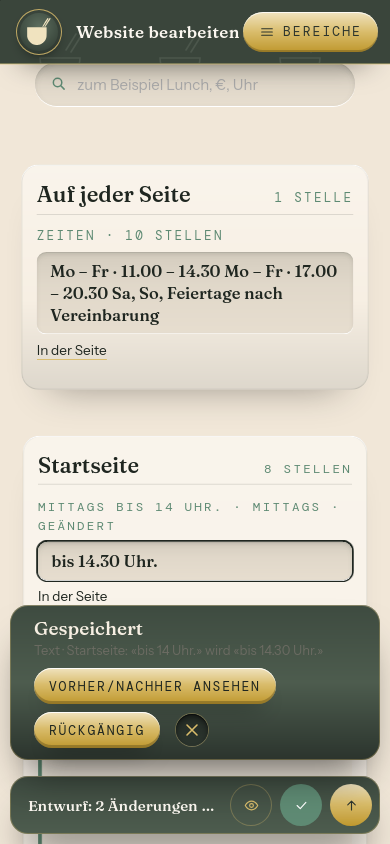 Website bearbeiten
BEREICHE
zum Beispiel Lunch, €, Uhr
Auf jeder Seite
1 STELLE
ZEITEN · 10 STELLEN
Mo – Fr · 11.00 – 14.30 Mo – Fr · 17.00
– 20.30 Sa, So, Feiertage nach
Vereinbarung
In der Seite
Startseite
8 STELLEN
MITTAGS BIS 14 UHR. · MITTAGS ·
GEÄNDERT
bis 14.30 Uhr.
In der Seite
Gespeichert
Text · Startseite: «bis 14 Uhr.» wird «bis 14.30 Uhr.»
VORHER/NACHHER ANSEHEN
RÜCKGÄNGIG
Entwurf: 2 Änderungen ...